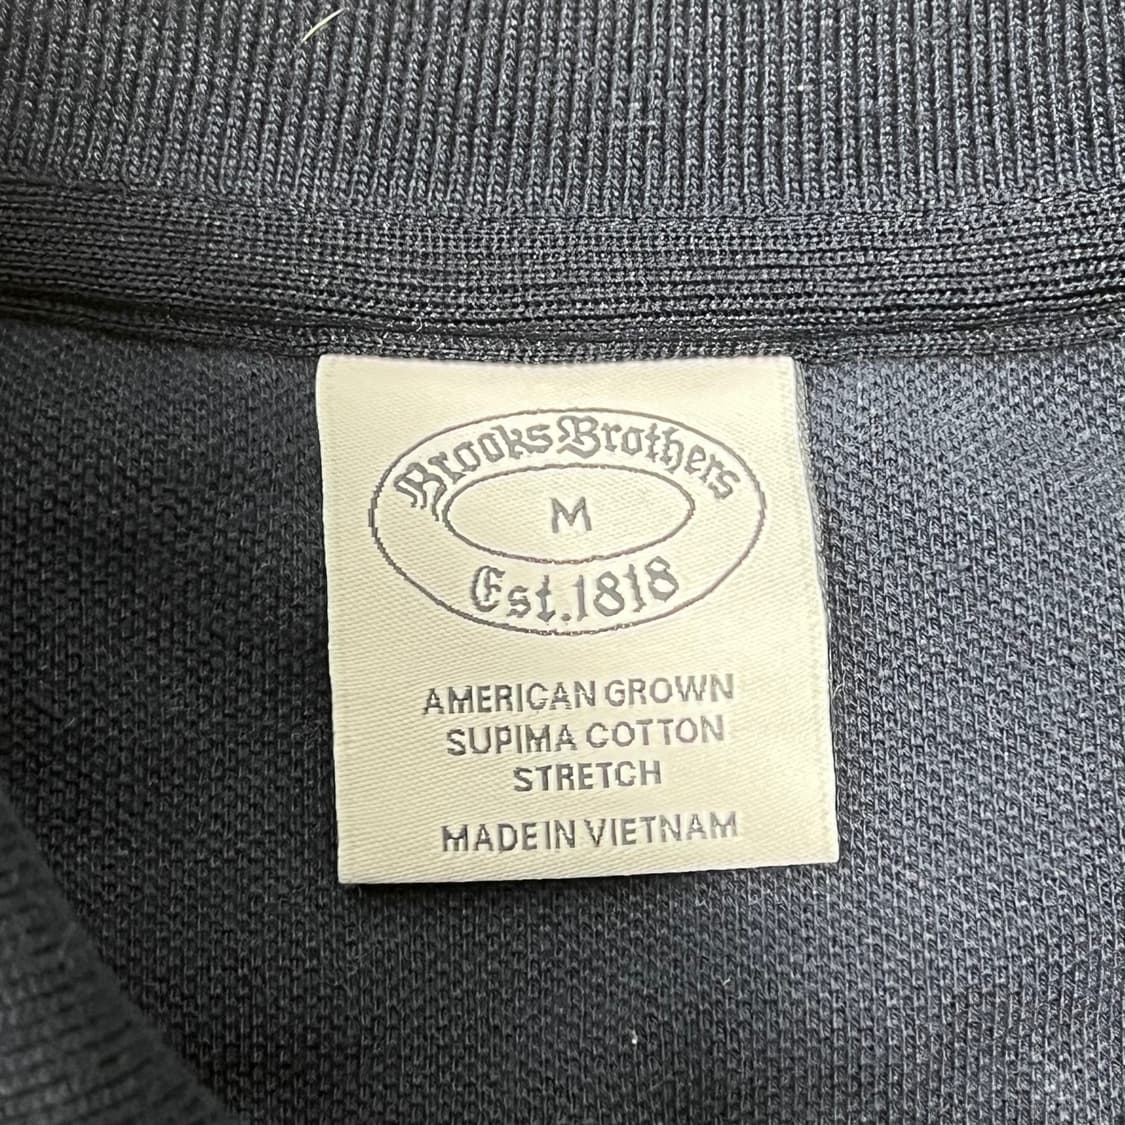 Brooks Brothers
M
Est. 1818
AMERICAN GROWN
SUPIMA COTTON
STRETCH
MADE IN VIETNAM